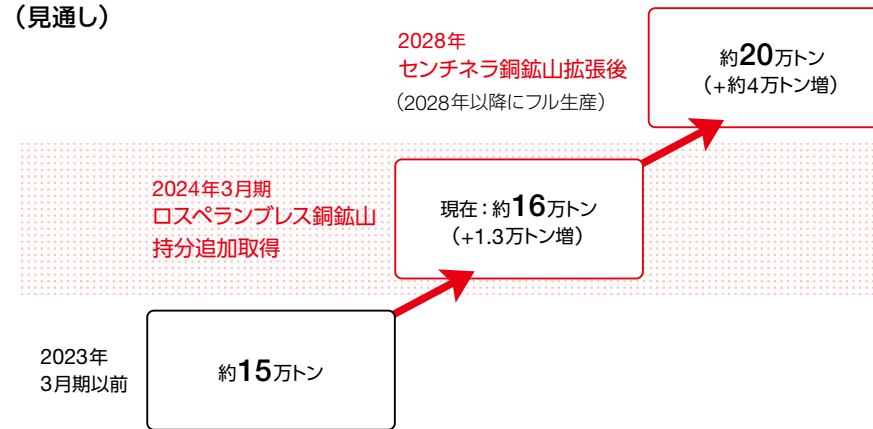 （見通し）
2028年
センチネラ銅鉱山拡張後
（2028年以降にフル生産）
約20万トン
（+約4万トン増）
2024年3月期
ロスペランブレス銅鉱山
持分追加取得
現在：約16万トン
（+1.3万トン増）
2023年
3月期以前
約15万トン